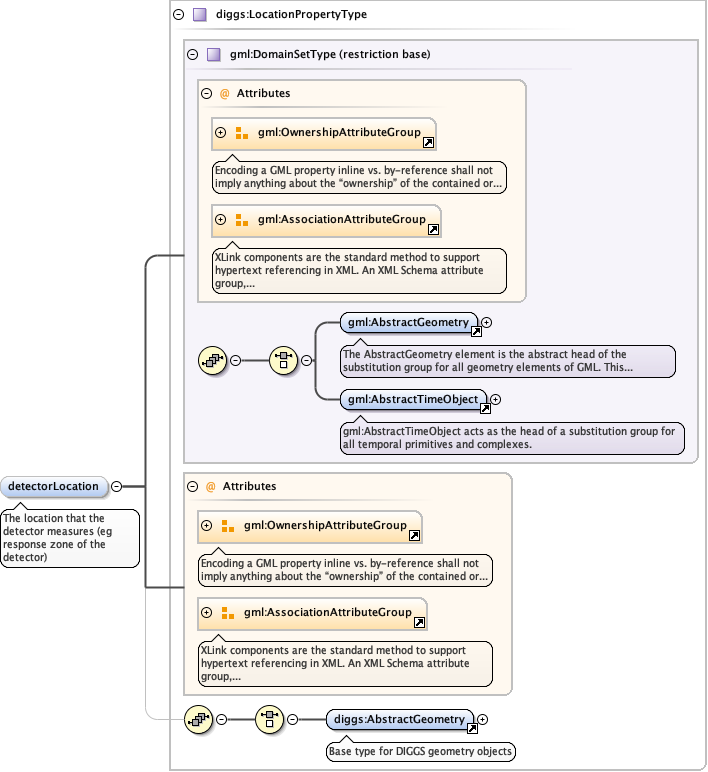 diggs:LocationPropertyType
gml:DomainSetType (restriction base)
@ Attributes
gml:OwnershipAttributeGroup
Encoding a GML property inline vs. by-reference shall not
imply anything about the “ownership” of the contained or...
gml:AssociationAttributeGroup
XLink components are the standard method to support
hypertext referencing in XML. An XML Schema attribute
group,...
gml:AbstractGeometry
The AbstractGeometry element is the abstract head of the
substitution group for all geometry elements of GML. This...
gml:AbstractTimeObject
gml:AbstractTimeObject acts as the head of a substitution group for
all temporal primitives and complexes.
detectorLocation
The location that the
detector measures (eg
response zone of the
detector)
@ Attributes
gml:OwnershipAttributeGroup
Encoding a GML property inline vs. by-reference shall not
imply anything about the “ownership” of the contained or...
gml:AssociationAttributeGroup
XLink components are the standard method to support
hypertext referencing in XML. An XML Schema attribute
group,...
diggs:AbstractGeometry
Base type for DIGGS geometry objects